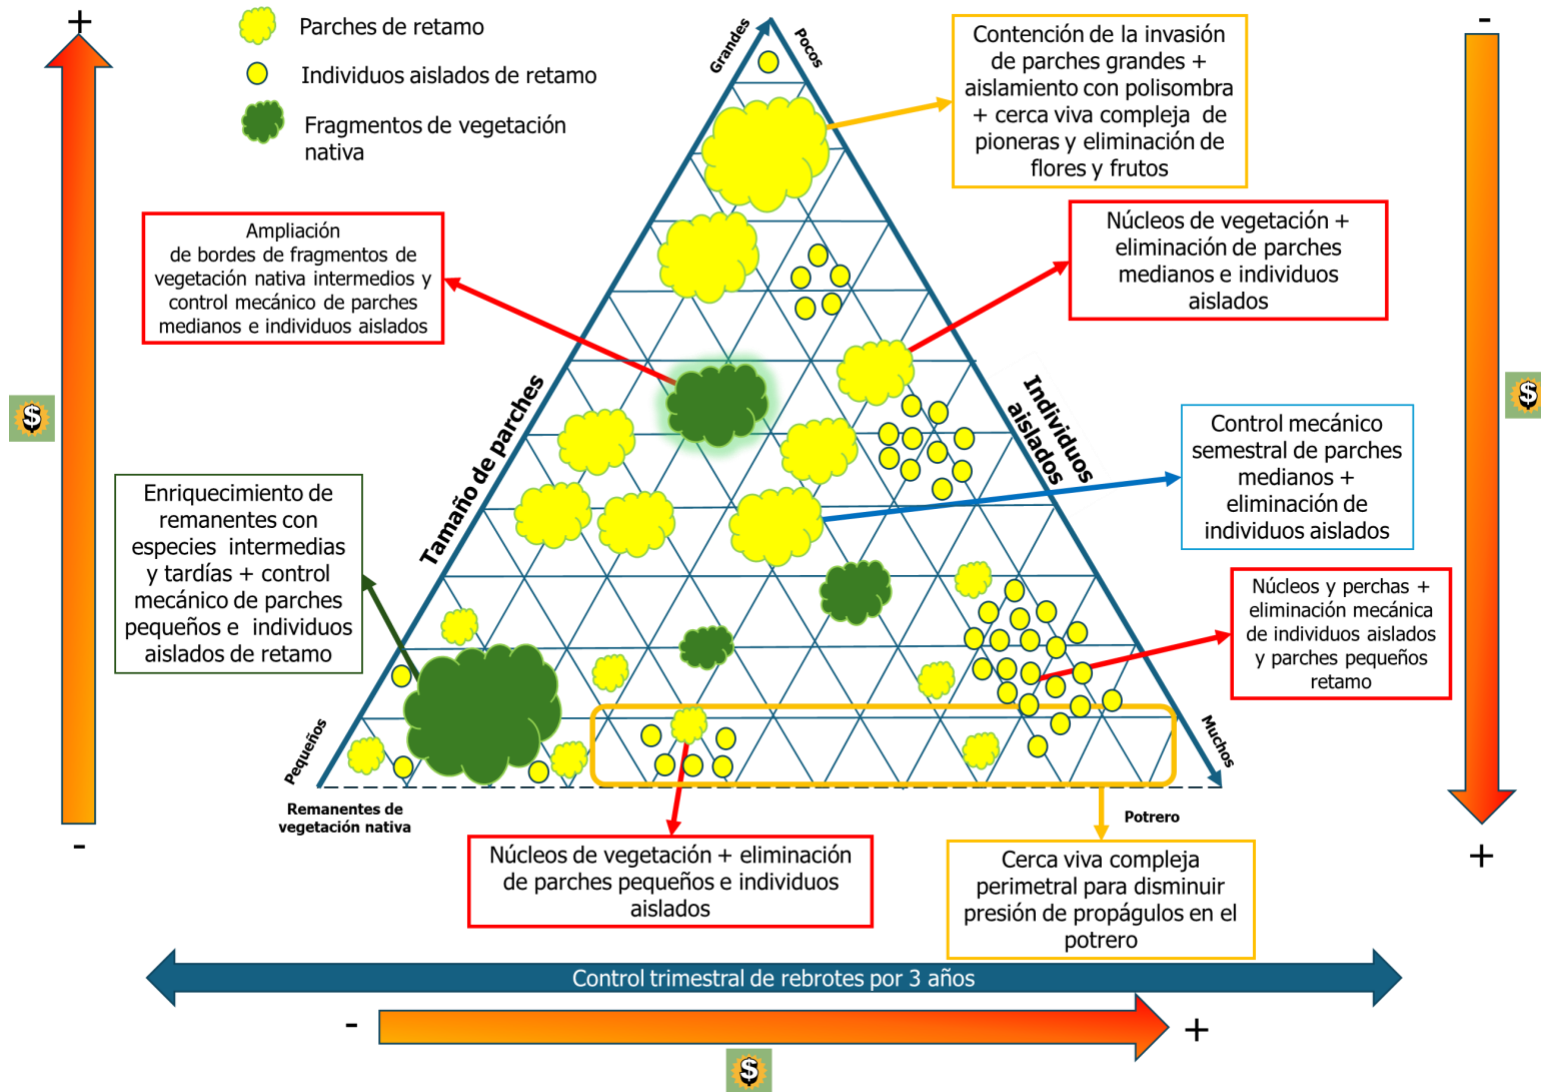 +
-
Parches de retamo
Individuos aislados de retamo
Fragmentos de vegetación
nativa
Grandes
Pocos
Contención de la invasión
de parches grandes +
aislamiento con polisombra
+ cerca viva compleja de
pioneras y eliminación de
flores y frutos
Ampliación
de bordes de fragmentos de
vegetación nativa intermedios y
control mecánico de parches
medianos e individuos aislados
Núcleos de vegetación +
eliminación de parches
medianos e individuos
aislados
Tamaño de parches
Individuos
aislados
$
$
Control mecánico
semestral de parches
medianos +
eliminación de
individuos aislados
Enriquecimiento de
remanentes con
especies intermedias
y tardías + control
mecánico de parches
pequeños e individuos
aislados de retamo
Núcleos y perchas +
eliminación mecánica
de individuos aislados
y parches pequeños
retamo
Pequeños
Muchos
Remanentes de
vegetación nativa
Potrero
-
+
Núcleos de vegetación + eliminación
de parches pequeños e individuos
aislados
Cerca viva compleja
perimetral para disminuir
presión de propágulos en el
potrero
Control trimestral de rebrotes por 3 años
-
+
$